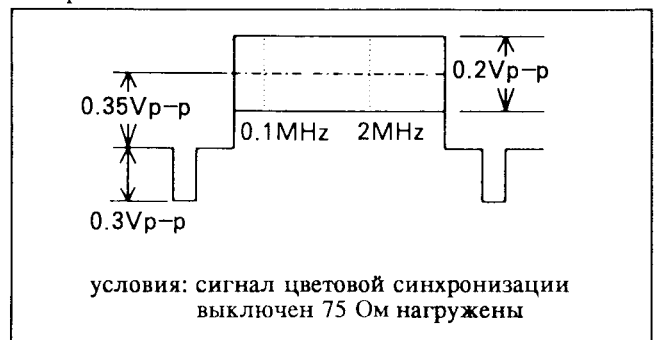 0.2Vp-p
0.35Vp-p
0.1MHz 2MHz
0.3Vp-p
условия: сигнал цветовой синхронизации
выключен 75 Ом нагружены